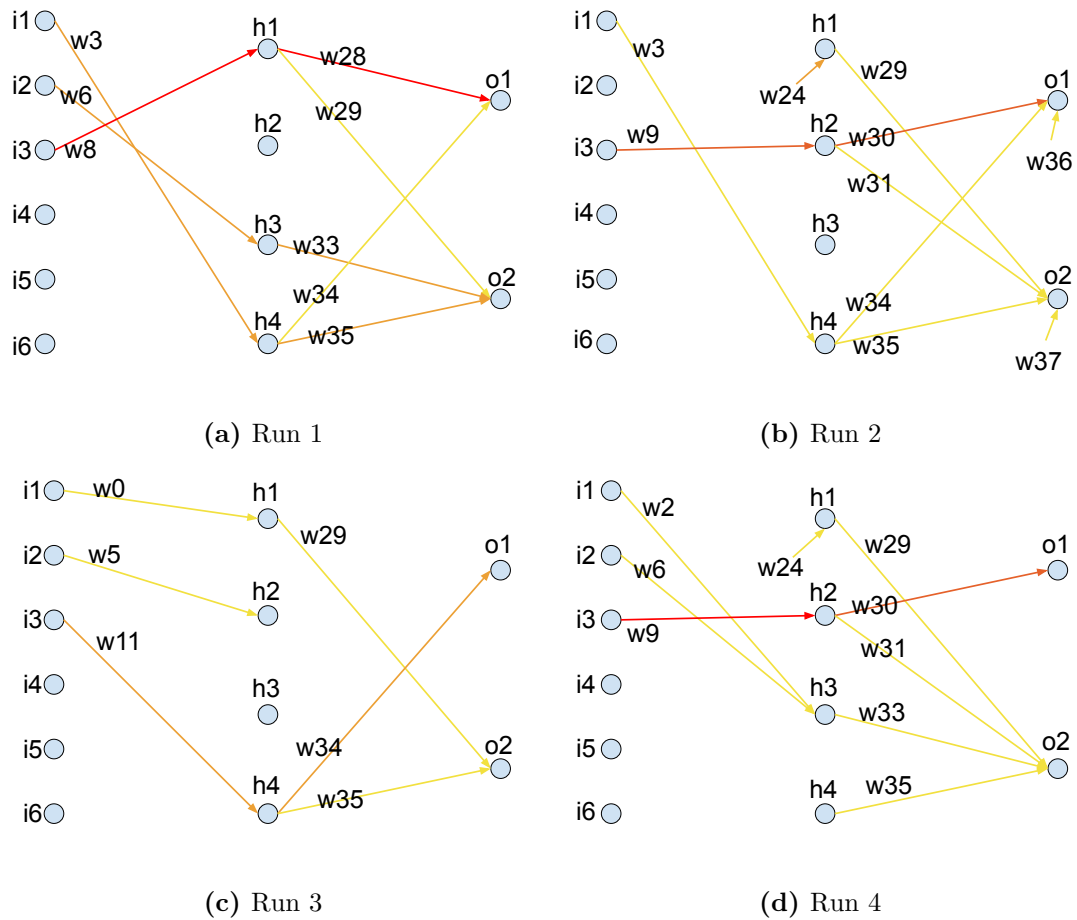 i1
w3
h1
w28
o1
i2
w6
w29
i3
w8
h2
i4
h3
w33
i5
w34
o2
i6
h4
w35
(a) Run 1
i1
w3
h1
w29
o1
i2
w24
i3
w9
h2
w30
w36
w31
i4
h3
i5
w34
o2
i6
h4
w35
w37
(b) Run 2
i1
w0
h1
w29
o1
i2
w5
h2
i3
w11
i4
h3
i5
w34
o2
i6
h4
w35
(c) Run 3
i1
w2
h1
w29
o1
i2
w6
w24
i3
w9
h2
w30
w31
i4
h3
w33
i5
o2
i6
h4
w35
(d) Run 4